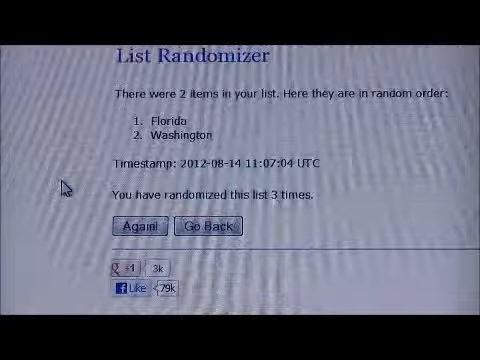 List Randomizer
There were 2 items in your list. Here they are in random order:
1. Florida
2. Washington
Timestamp: 2012-08-14 11:07:04 UTC
You have randomized this list 3 times.
Again! Go Back
g +1 3k
f Like 79k